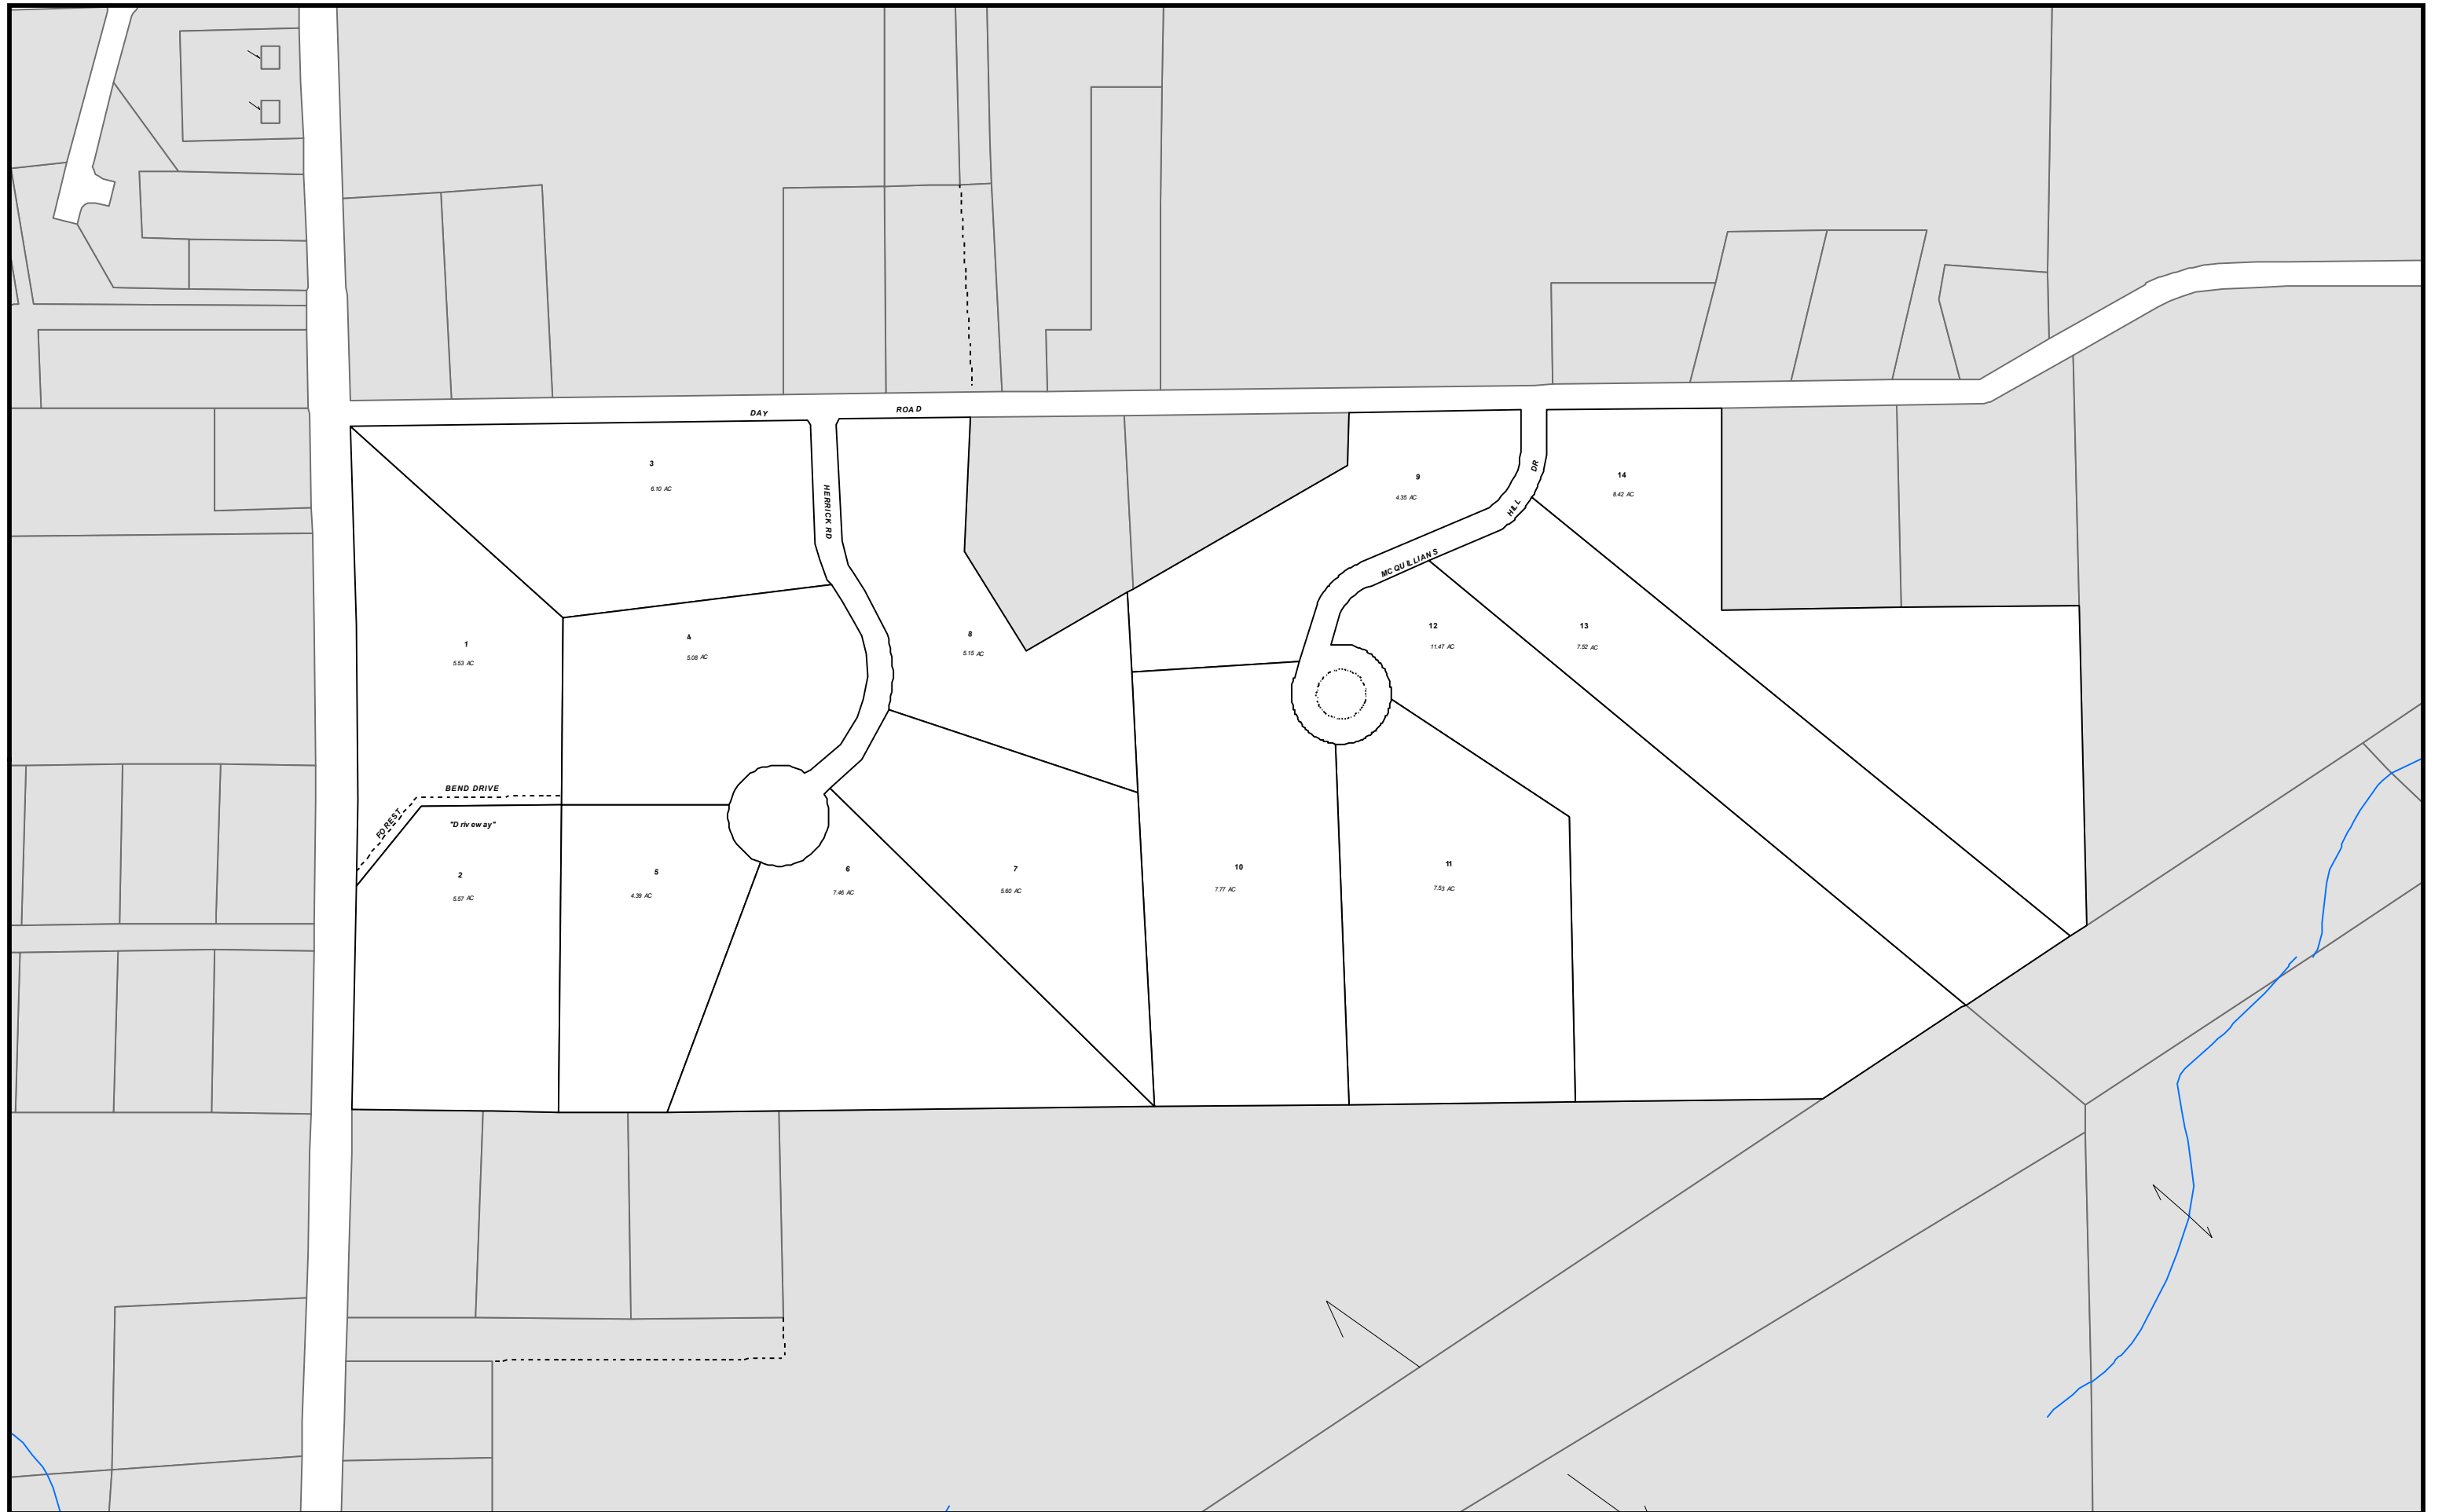 DAY ROAD
3
6.10 AC
HERRICK RD
9
4.35 AC
MCQUILLIANS HILL DR
14
8.42 AC
1
5.53 AC
4
5.08 AC
8
5.15 AC
12
11.47 AC
13
7.52 AC
FOREST BEND DRIVE
"Driveway"
2
5.57 AC
5
4.39 AC
6
7.46 AC
7
5.60 AC
10
7.77 AC
11
7.53 AC